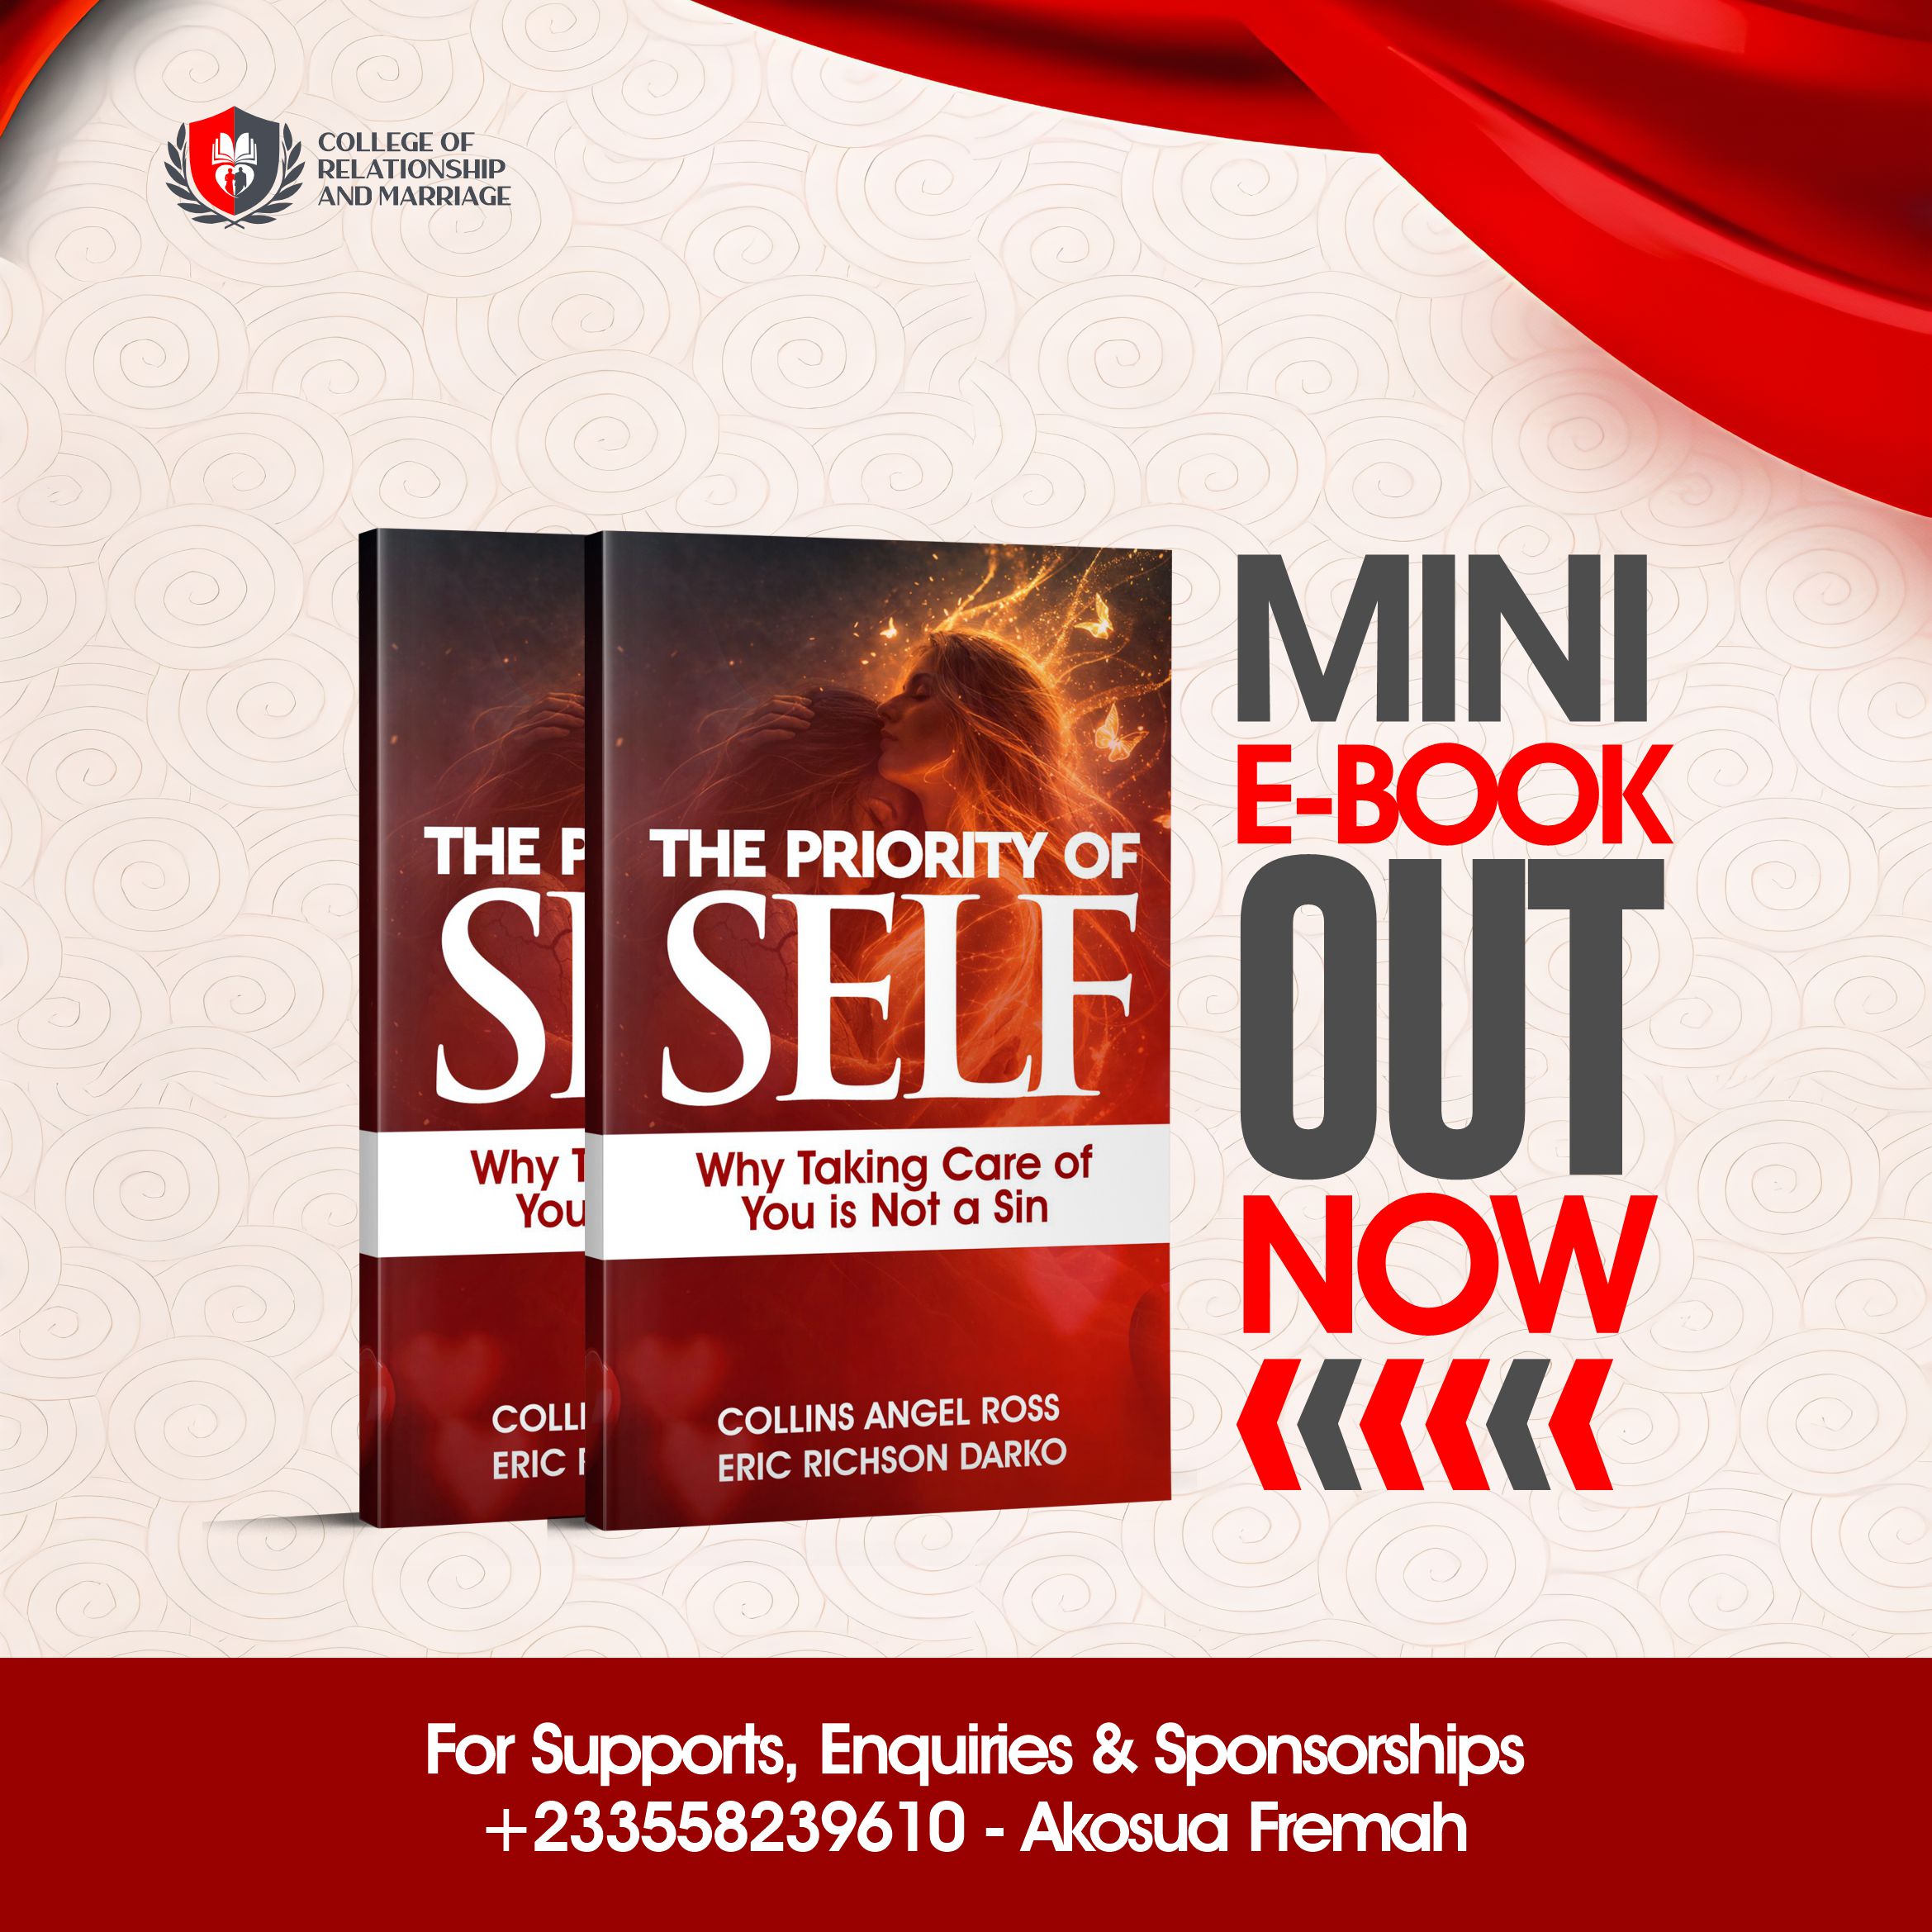 COLLEGE OF
RELATIONSHIP
AND MARRIAGE
THE P
SE
Why T
You
COLLI
ERIC
THE PRIORITY OF
SELF
Why Taking Care of
You is Not a Sin
COLLINS ANGEL ROSS
ERIC RICHSON DARKO
MINI
E-BOOK
OUT
NOW
For Supports, Enquiries & Sponsorships
+233558239610 - Akosua Fremah